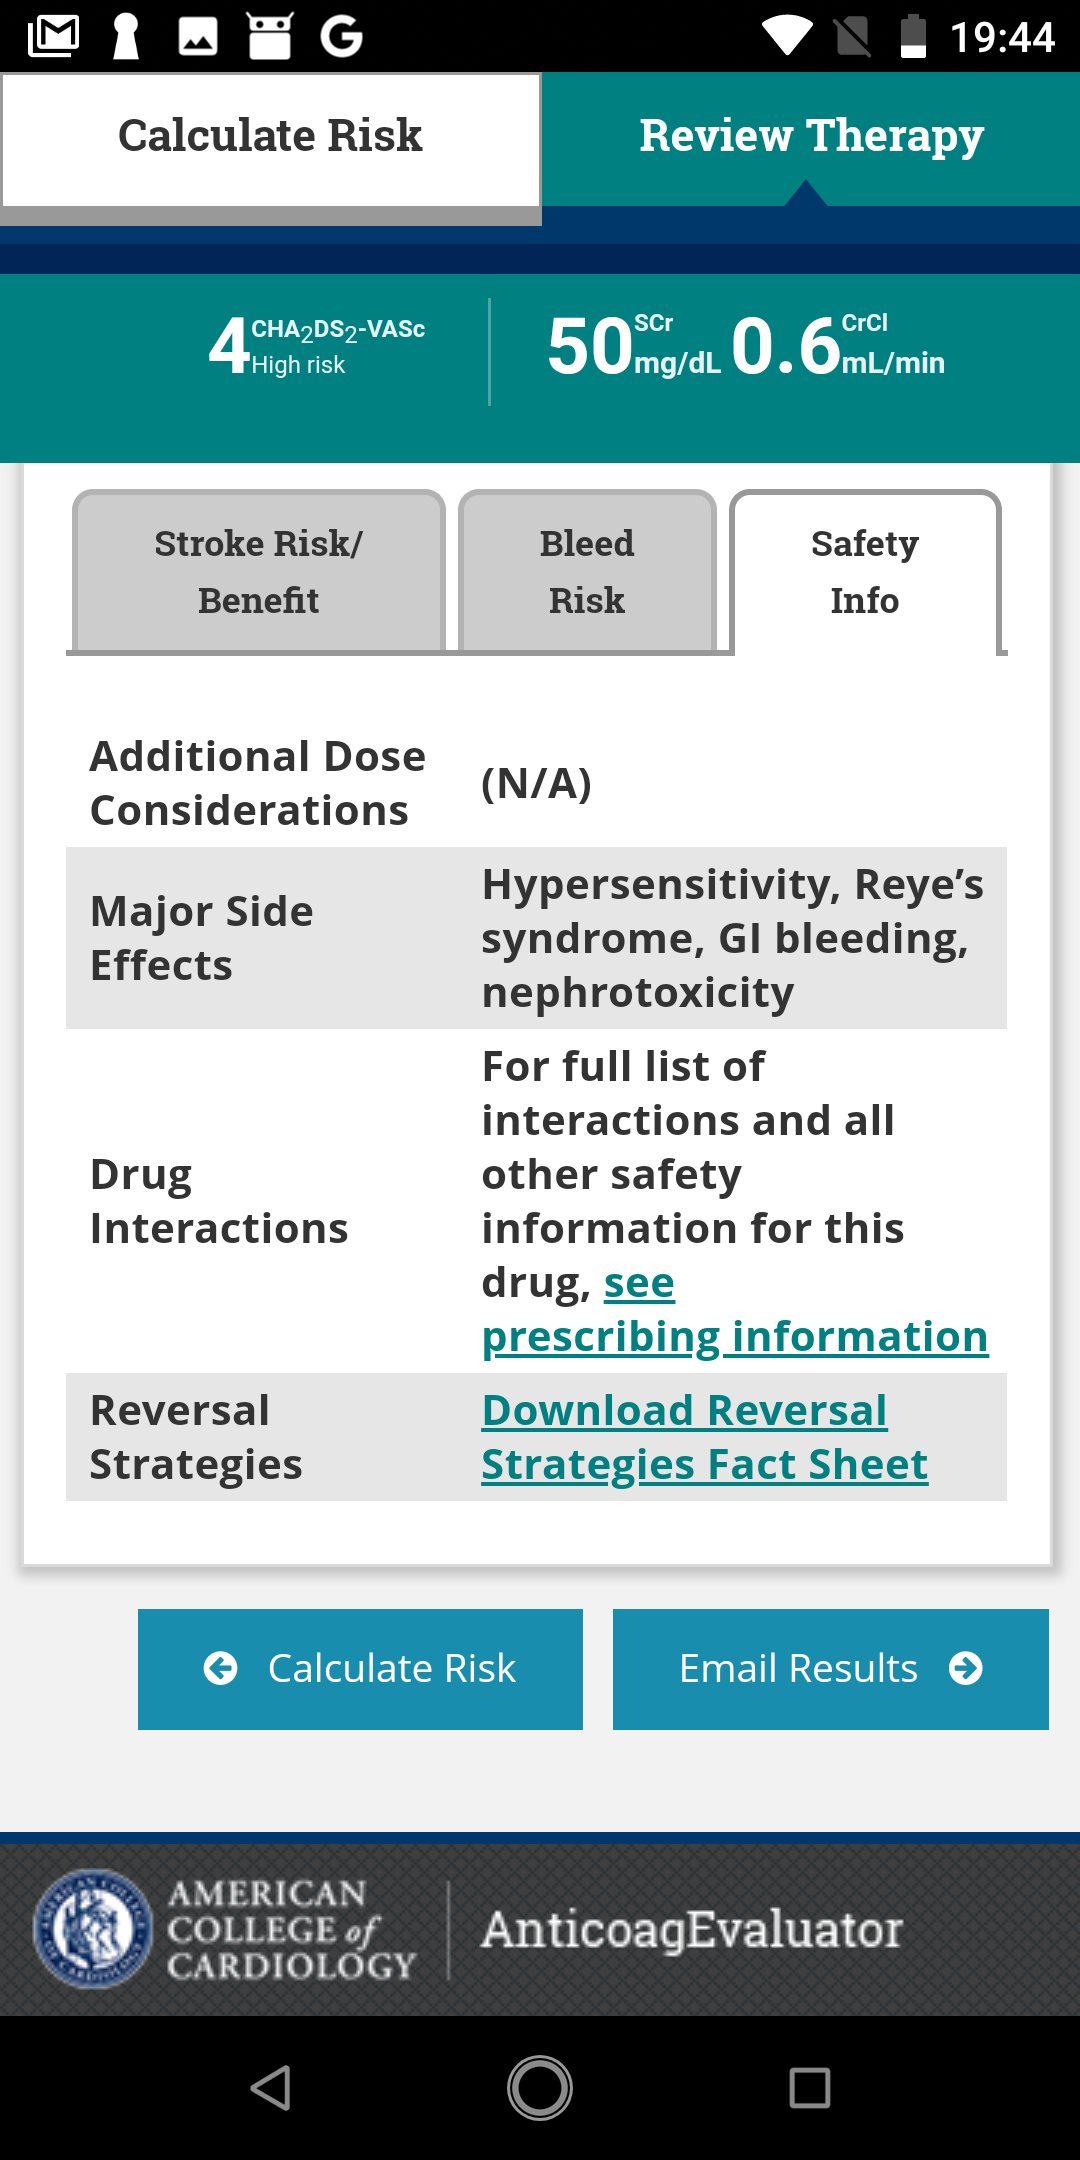 19:44
Calculate Risk
Review Therapy
4 CHA2DS2-VASc
High risk
50 SCr mg/dL 0.6 CrCl mL/min
Stroke Risk/
Benefit
Bleed
Risk
Safety
Info
Additional Dose
Considerations
(N/A)
Major Side
Effects
Hypersensitivity, Reye’s
syndrome, GI bleeding,
nephrotoxicity
Drug
Interactions
For full list of
interactions and all
other safety
information for this
drug, see
prescribing information
Reversal
Strategies
Download Reversal
Strategies Fact Sheet
Calculate Risk
Email Results
AMERICAN
COLLEGE of
CARDIOLOGY
AnticoagEvaluator